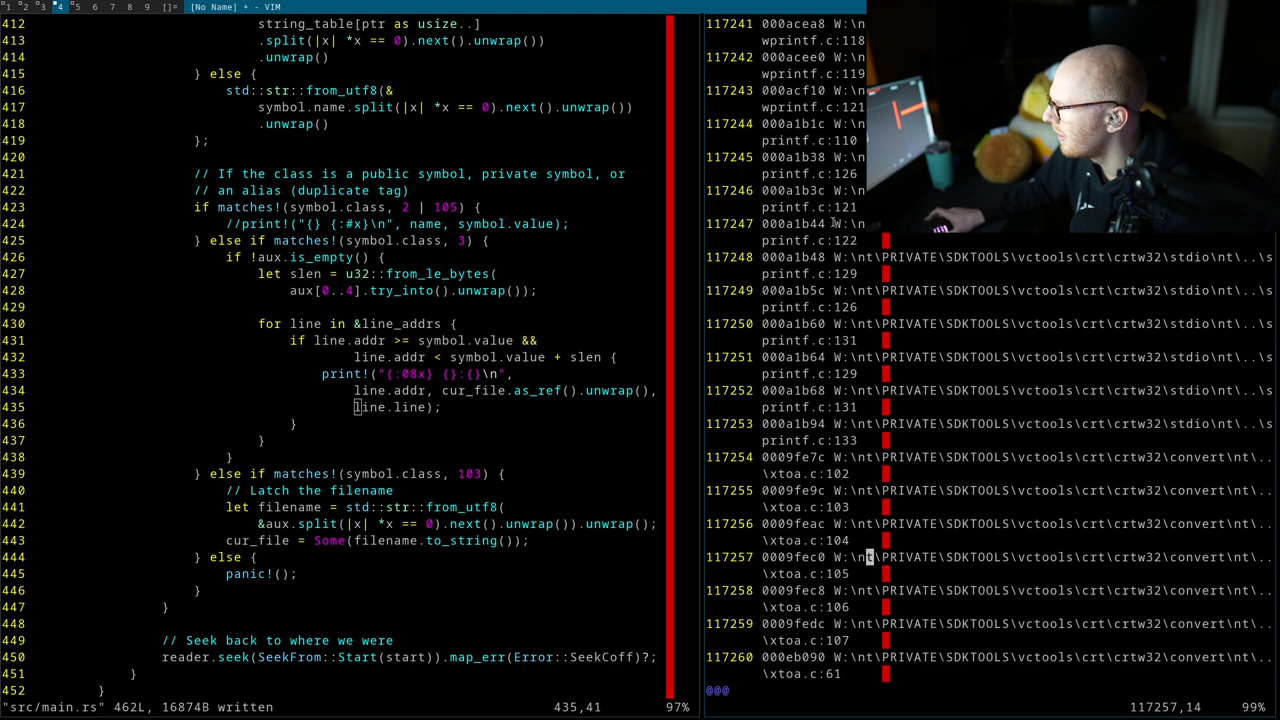 1 2 3 4 5 6 7 8 9 []= [No Name] + - VIM
412 string_table[ptr as usize..]
413 .split(|x| *x == 0).next().unwrap())
414 .unwrap()
415 } else {
416 std::str::from_utf8(&
417 symbol.name.split(|x| *x == 0).next().unwrap())
418 .unwrap()
419 };
420
421 // If the class is a public symbol, private symbol, or
422 // an alias (duplicate tag)
423 if matches!(symbol.class, 2 | 105) {
424 //print!("{} {:#x}\n", name, symbol.value);
425 } else if matches!(symbol.class, 3) {
426 if !aux.is_empty() {
427 let slen = u32::from_le_bytes(
428 aux[0..4].try_into().unwrap());
429
430 for line in &line_addrs {
431 if line.addr >= symbol.value &&
432 line.addr < symbol.value + slen {
433 print!("{:08x} {}:{}\n",
434 line.addr, cur_file.as_ref().unwrap(),
435 line.line);
436 }
437 }
438 }
439 } else if matches!(symbol.class, 103) {
440 // Latch the filename
441 let filename = std::str::from_utf8(
442 &aux.split(|x| *x == 0).next().unwrap()).unwrap();
443 cur_file = Some(filename.to_string());
444 } else {
445 panic!();
446 }
447 }
448
449 // Seek back to where we were
450 reader.seek(SeekFrom::Start(start)).map_err(Error::SeekCoff)?;
451 }
452 }
"src/main.rs" 462L, 16874B written 435,41 97%
117241 000acea8 W:\n
wprintf.c:118
117242 000acee0 W:\n
wprintf.c:119
117243 000acf10 W:\n
wprintf.c:121
117244 000a1b1c W:\n
printf.c:110
117245 000a1b38 W:\n
printf.c:126
117246 000a1b3c W:\n
printf.c:121
117247 000a1b44 W:\n
printf.c:122
117248 000a1b48 W:\nt\PRIVATE\SDKTOOLS\vctools\crt\crtw32\stdio\nt\..\s
printf.c:129
117249 000a1b5c W:\nt\PRIVATE\SDKTOOLS\vctools\crt\crtw32\stdio\nt\..\s
printf.c:126
117250 000a1b60 W:\nt\PRIVATE\SDKTOOLS\vctools\crt\crtw32\stdio\nt\..\s
printf.c:131
117251 000a1b64 W:\nt\PRIVATE\SDKTOOLS\vctools\crt\crtw32\stdio\nt\..\s
printf.c:129
117252 000a1b68 W:\nt\PRIVATE\SDKTOOLS\vctools\crt\crtw32\stdio\nt\..\s
printf.c:131
117253 000a1b94 W:\nt\PRIVATE\SDKTOOLS\vctools\crt\crtw32\stdio\nt\..\s
printf.c:133
117254 0009fe7c W:\nt\PRIVATE\SDKTOOLS\vctools\crt\crtw32\convert\nt\..
\xtoa.c:102
117255 0009fe9c W:\nt\PRIVATE\SDKTOOLS\vctools\crt\crtw32\convert\nt\..
\xtoa.c:103
117256 0009feac W:\nt\PRIVATE\SDKTOOLS\vctools\crt\crtw32\convert\nt\..
\xtoa.c:104
117257 0009fec0 W:\nt\PRIVATE\SDKTOOLS\vctools\crt\crtw32\convert\nt\..
\xtoa.c:105
117258 0009fec8 W:\nt\PRIVATE\SDKTOOLS\vctools\crt\crtw32\convert\nt\..
\xtoa.c:106
117259 0009fedc W:\nt\PRIVATE\SDKTOOLS\vctools\crt\crtw32\convert\nt\..
\xtoa.c:107
117260 000eb090 W:\nt\PRIVATE\SDKTOOLS\vctools\crt\crtw32\convert\nt\..
\xtoa.c:61
@@@
117257,14 99%